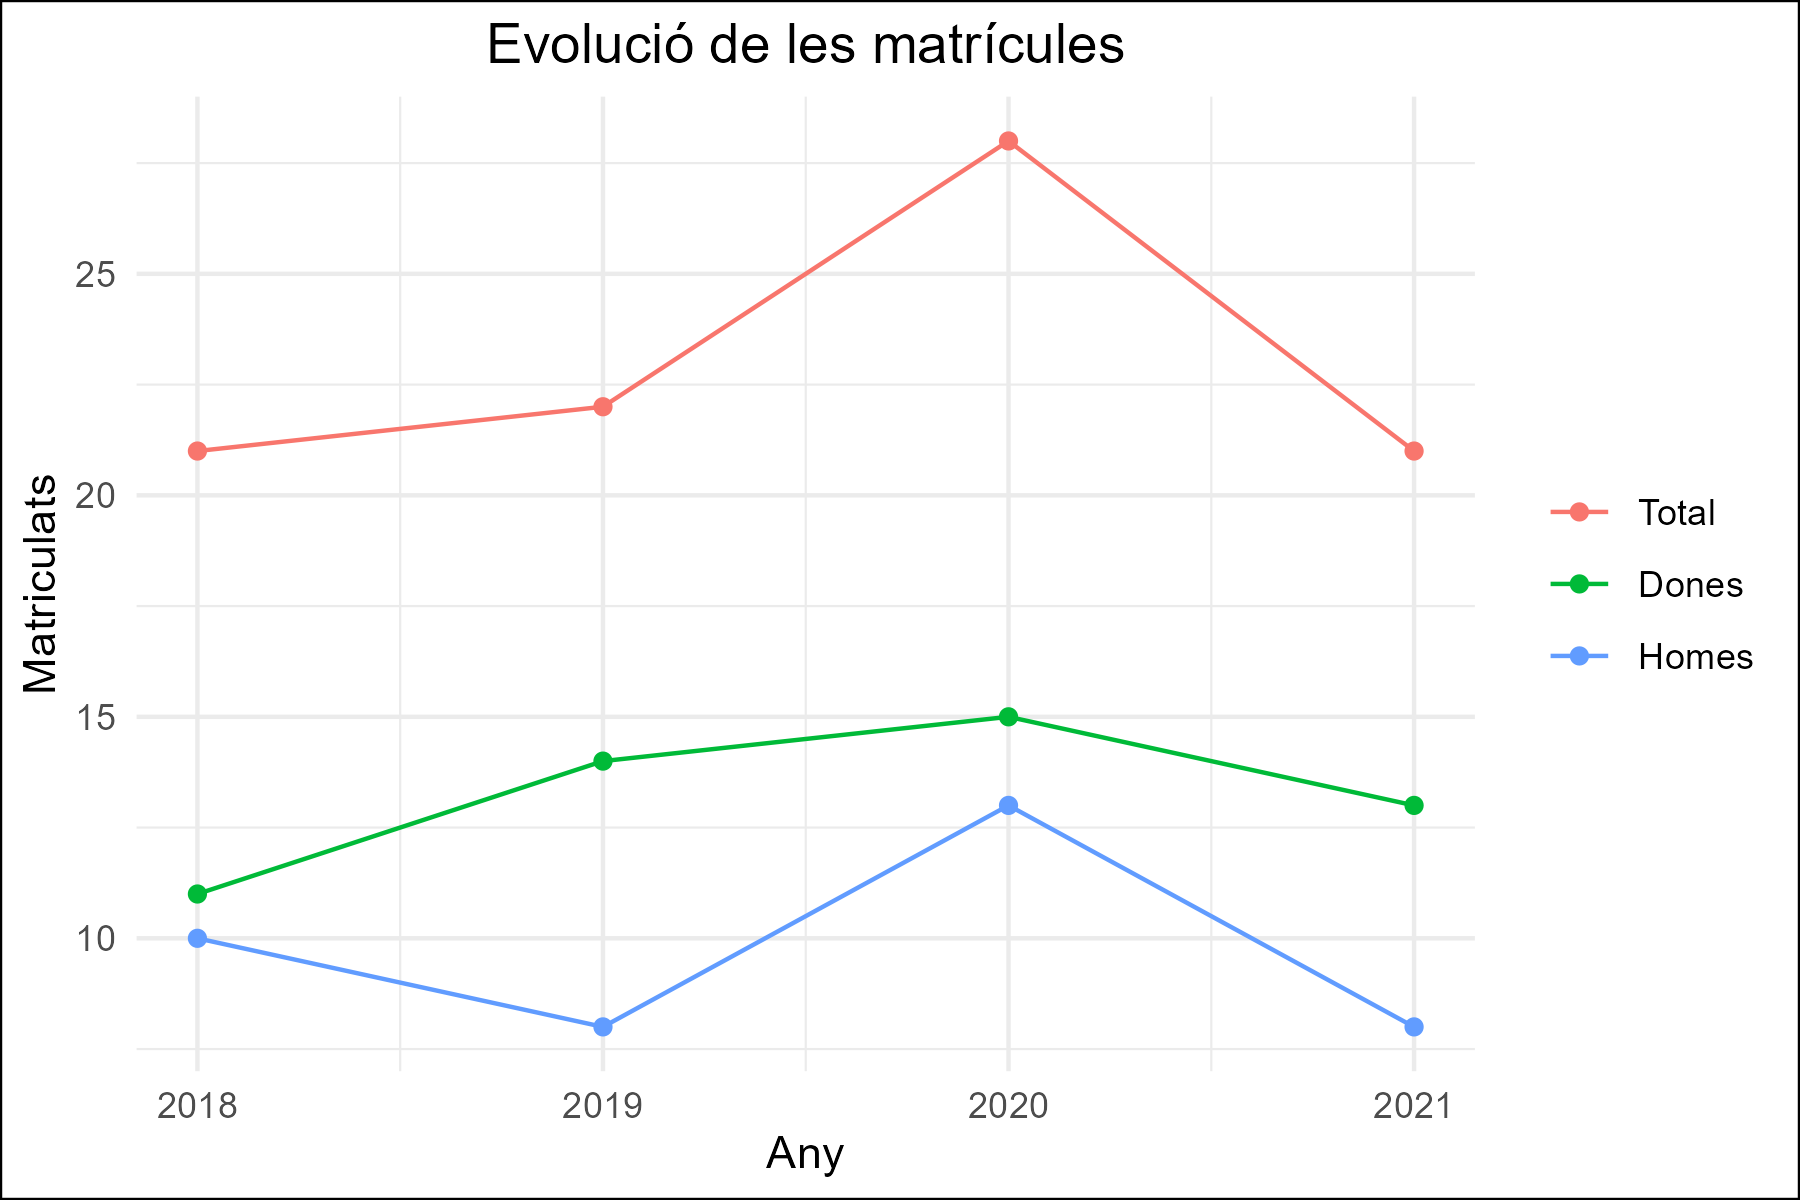 Evolució de les matrícules
25
20
15
10
Matriculats
2018
2019
2020
2021
Any
Total
Dones
Homes